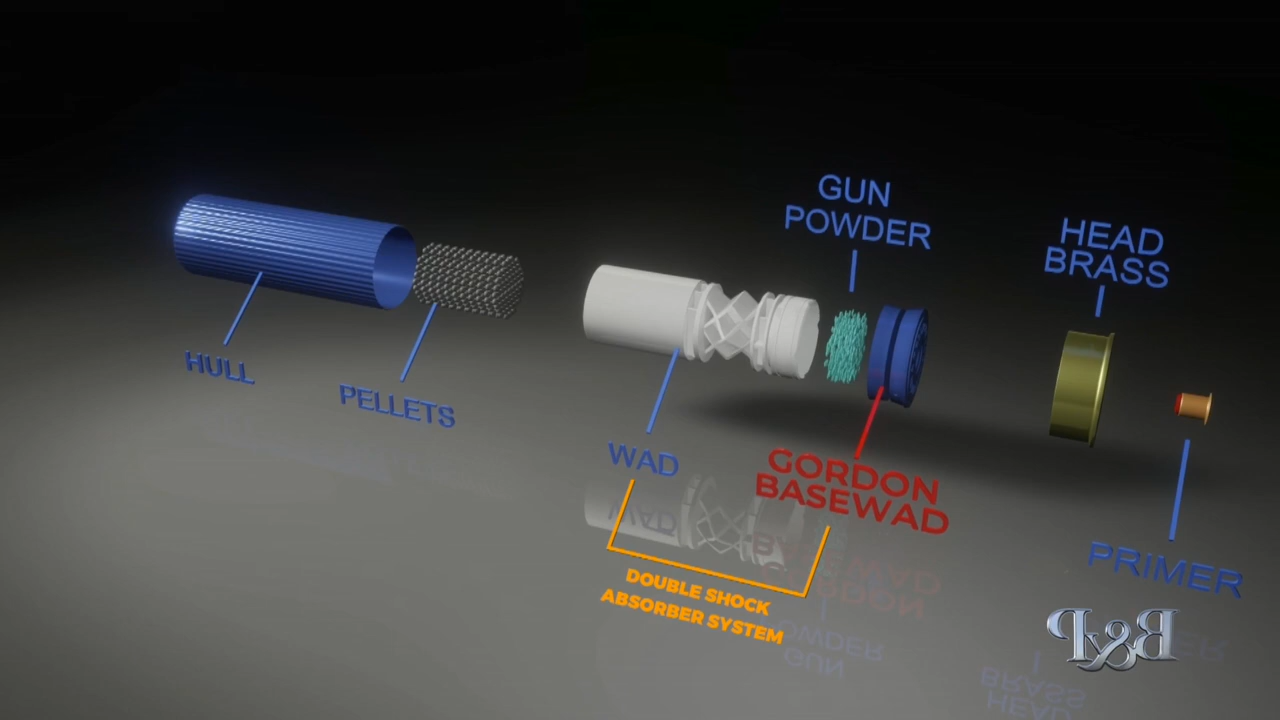 GUN
POWDER
HEAD
BRASS
HULL
PELLETS
WAD
GORDON
BASEWAD
PRIMER
DOUBLE SHOCK
ABSORBER SYSTEM
B&P